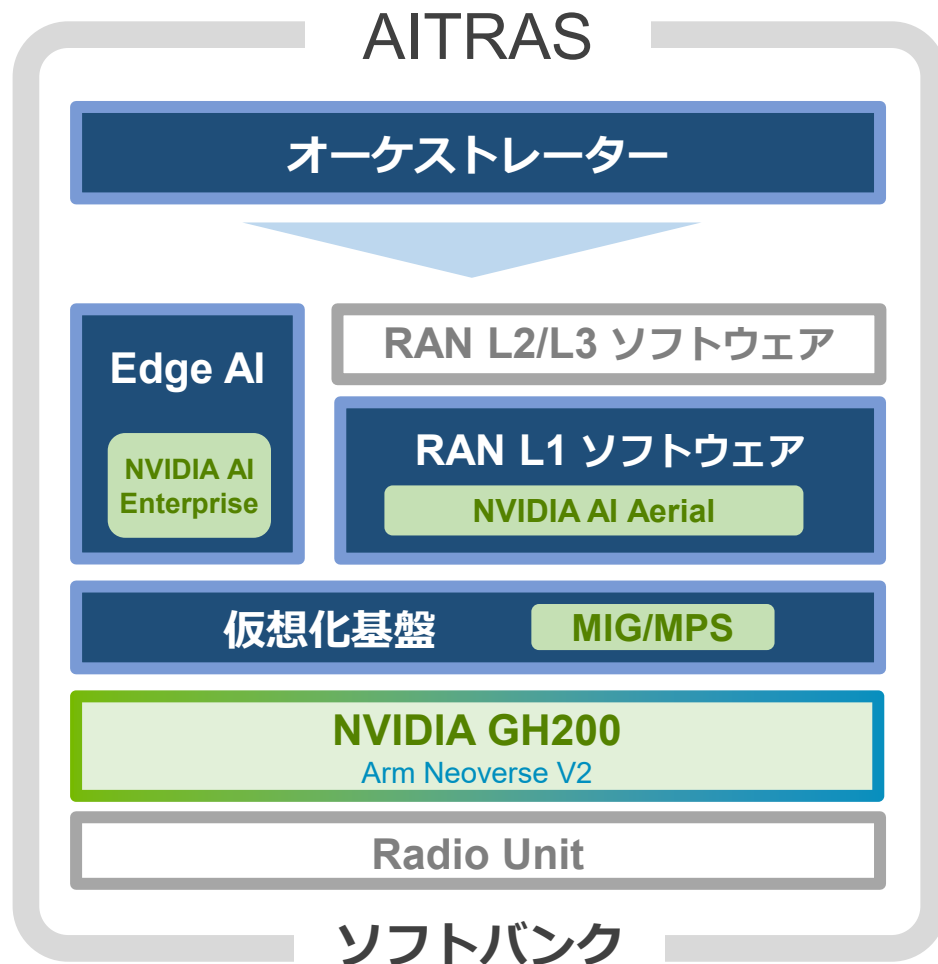 AITRAS
オーケストレーター
Edge AI
NVIDIA AI
Enterprise
RAN L2/L3 ソフトウェア
RAN L1 ソフトウェア
NVIDIA AI Aerial
仮想化基盤
MIG/MPS
NVIDIA GH200
Arm Neoverse V2
Radio Unit
ソフトバンク